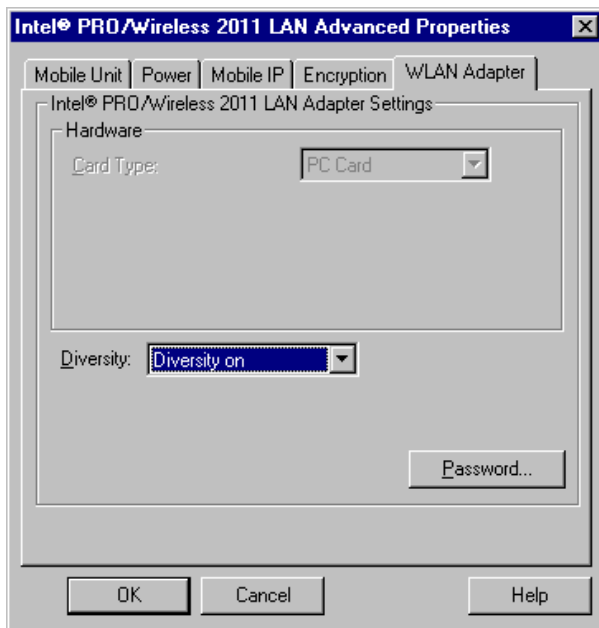 Intel® PRO/Wireless 2011 LAN Advanced Properties
Mobile Unit Power Mobile IP Encryption WLAN Adapter
Intel® PRO/Wireless 2011 LAN Adapter Settings
Hardware
Card Type: PC Card
Diversity: Diversity on
Password...
OK Cancel Help